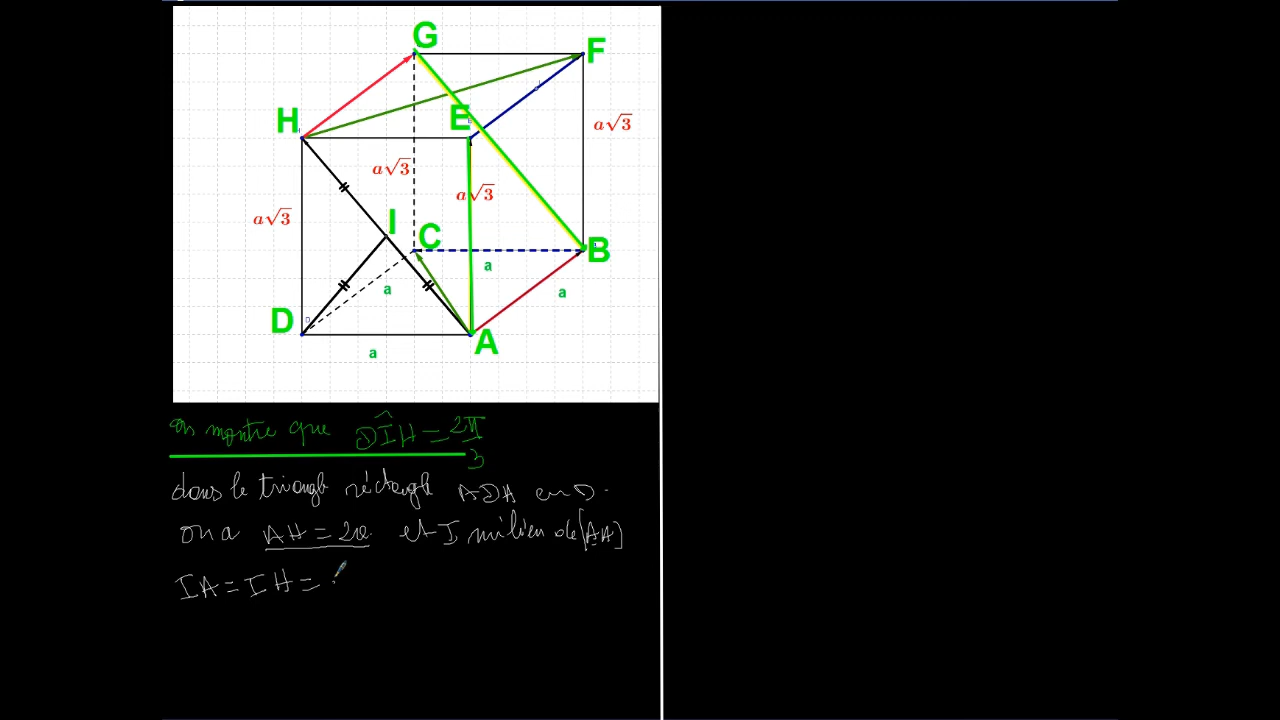 G
F
H
E
a√3
a√3
a√3
a√3
I
C
B
a
a
a
D
A
a
on montre que DÎH = 2π/3
dans le triangle réctangle ADH en D.
on a AH = 2a et I milieu de [AH]
IA = IH =